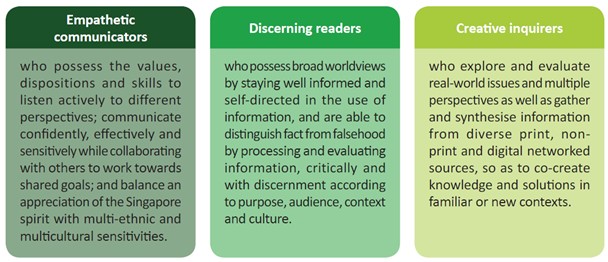 Empathetic
communicators
who possess the values,
dispositions and skills to
listen actively to different
perspectives; communicate
confidently, effectively and
sensitively while collaborating
with others to work towards
shared goals; and balance an
appreciation of the Singapore
spirit with multi-ethnic and
multicultural sensitivities.
Discerning readers
who possess broad worldviews
by staying well informed and
self-directed in the use of
information, and are able to
distinguish fact from falsehood
by processing and evaluating
information, critically and
with discernment according
to purpose, audience, context
and culture.
Creative inquirers
who explore and evaluate
real-world issues and multiple
perspectives as well as gather
and synthesise information
from diverse print, non-
print and digital networked
sources, so as to co-create
knowledge and solutions in
familiar or new contexts.